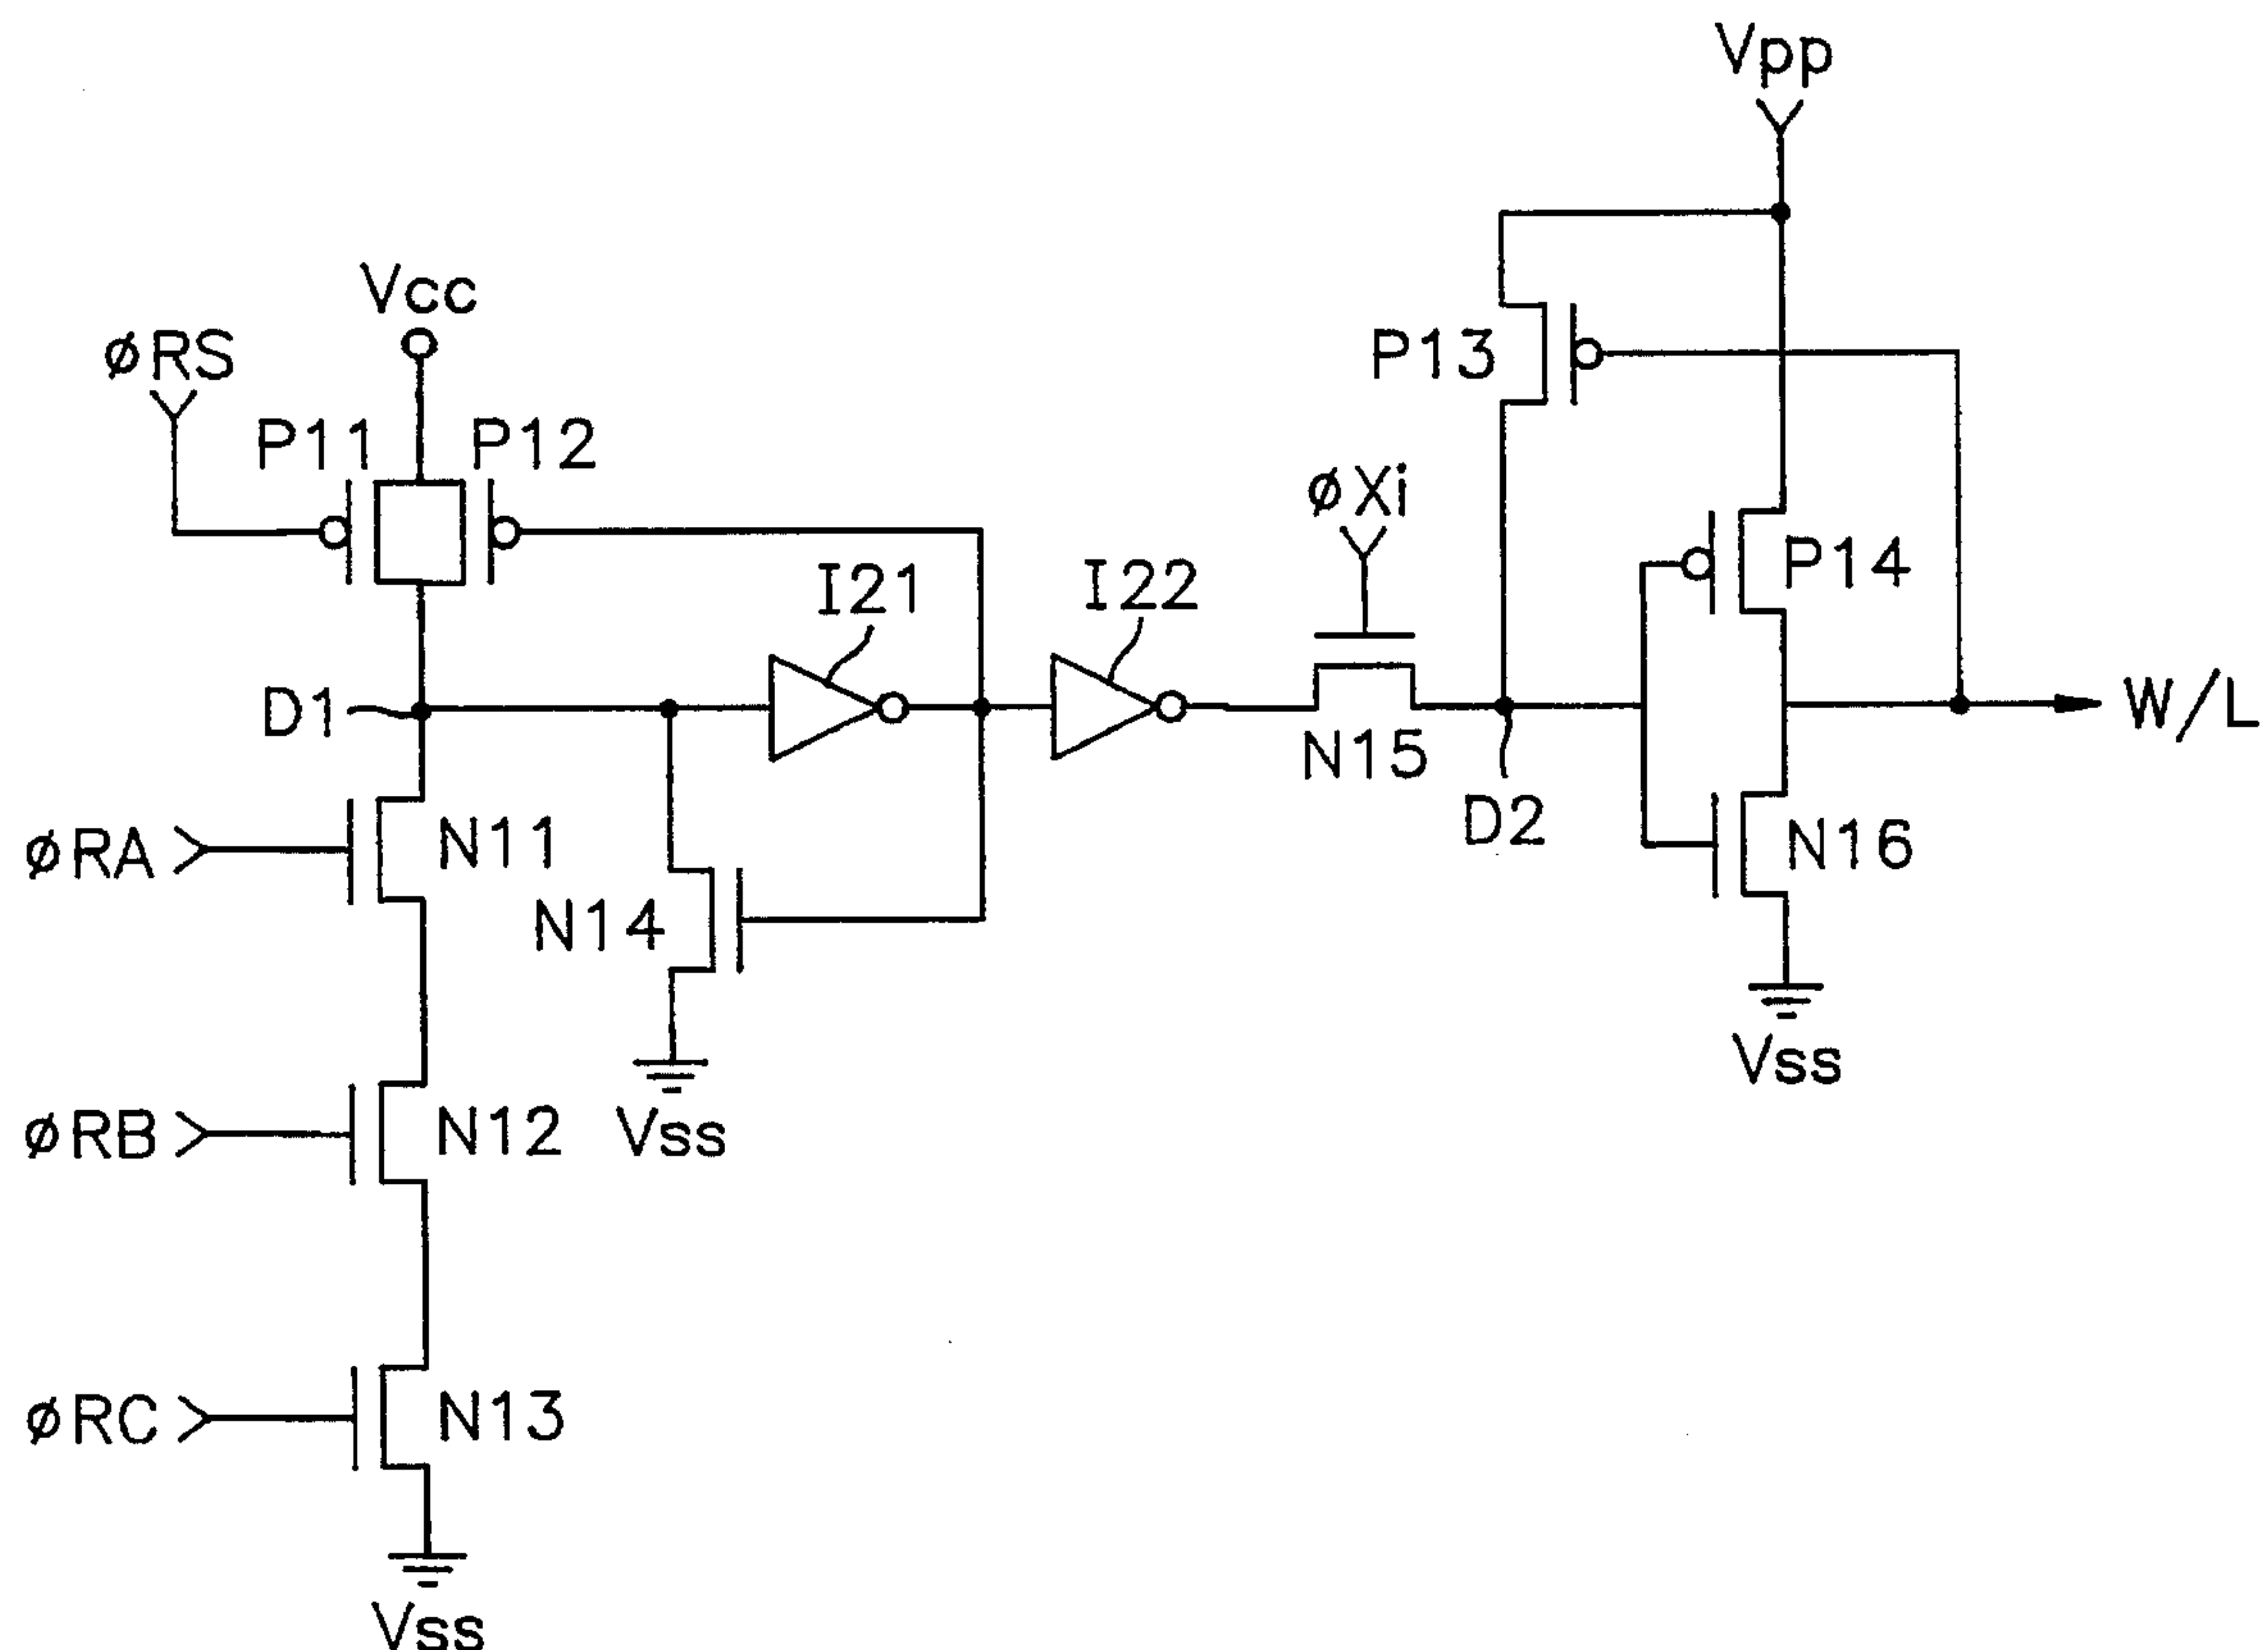 Vpp
Vcc
øRS
P11
P12
P13
øXi
P14
I21
I22
D1
W/L
N15
D2
øRA
N11
N14
N16
Vss
øRB
N12
Vss
øRC
N13
Vss